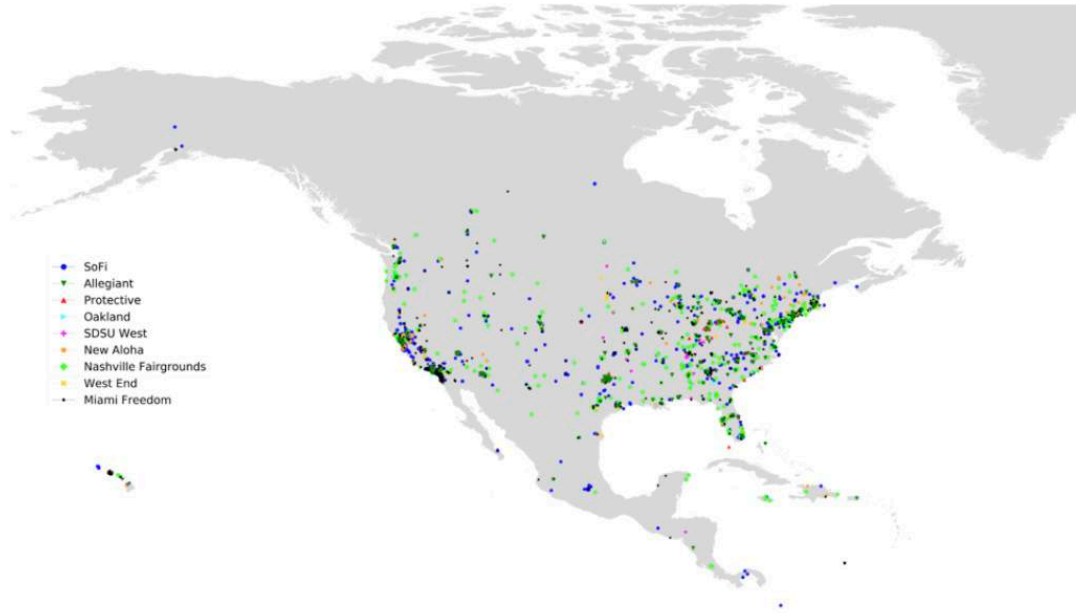 SoFi
Allegiant
Protective
Oakland
SDSU West
New Aloha
Nashville Fairgrounds
West End
Miami Freedom